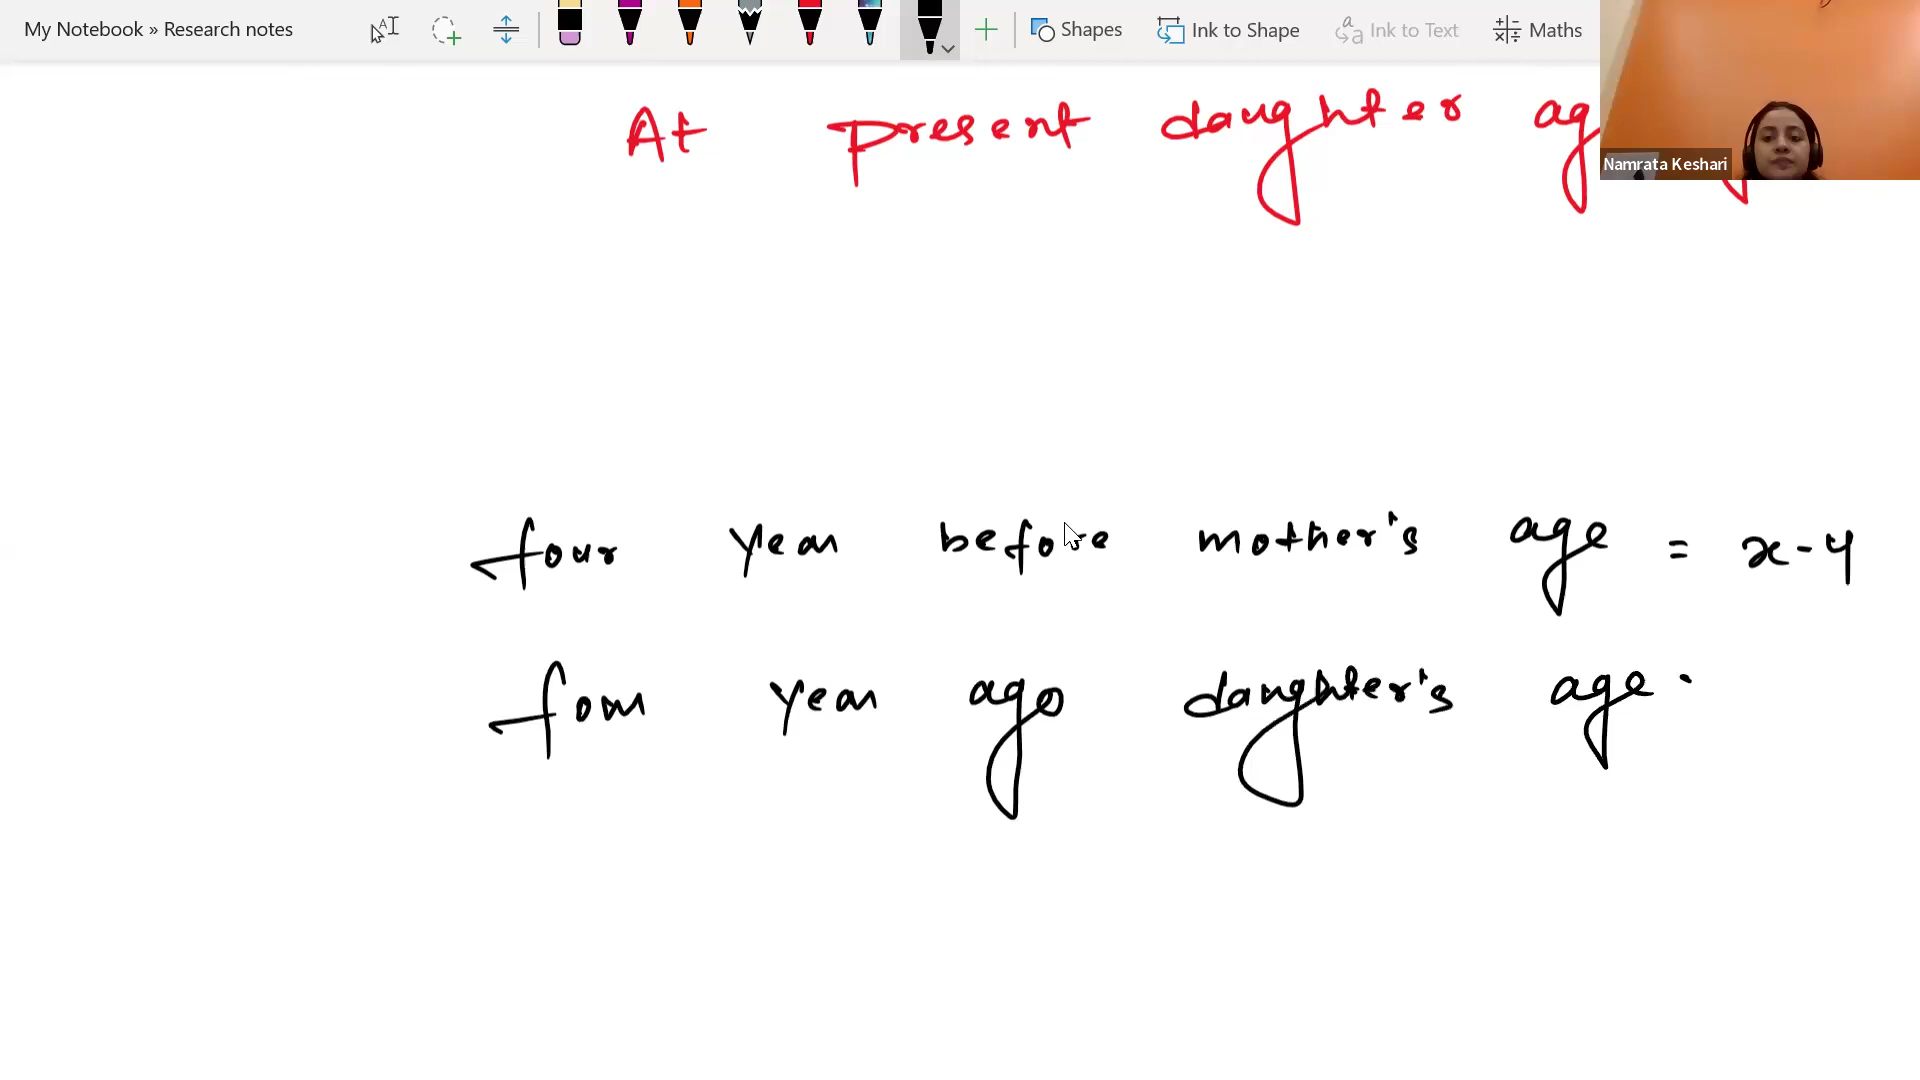 My Notebook » Research notes
Shapes
Ink to Shape
Ink to Text
Maths
Namrata Keshari
At present daughter ag
four year before mother's age = x-4
four year ago daughter's age